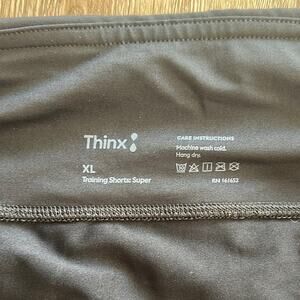 Thinx
XL
Training Shorts: Super
CARE INSTRUCTIONS
Machine wash cold.
Hang dry.
RN 161653